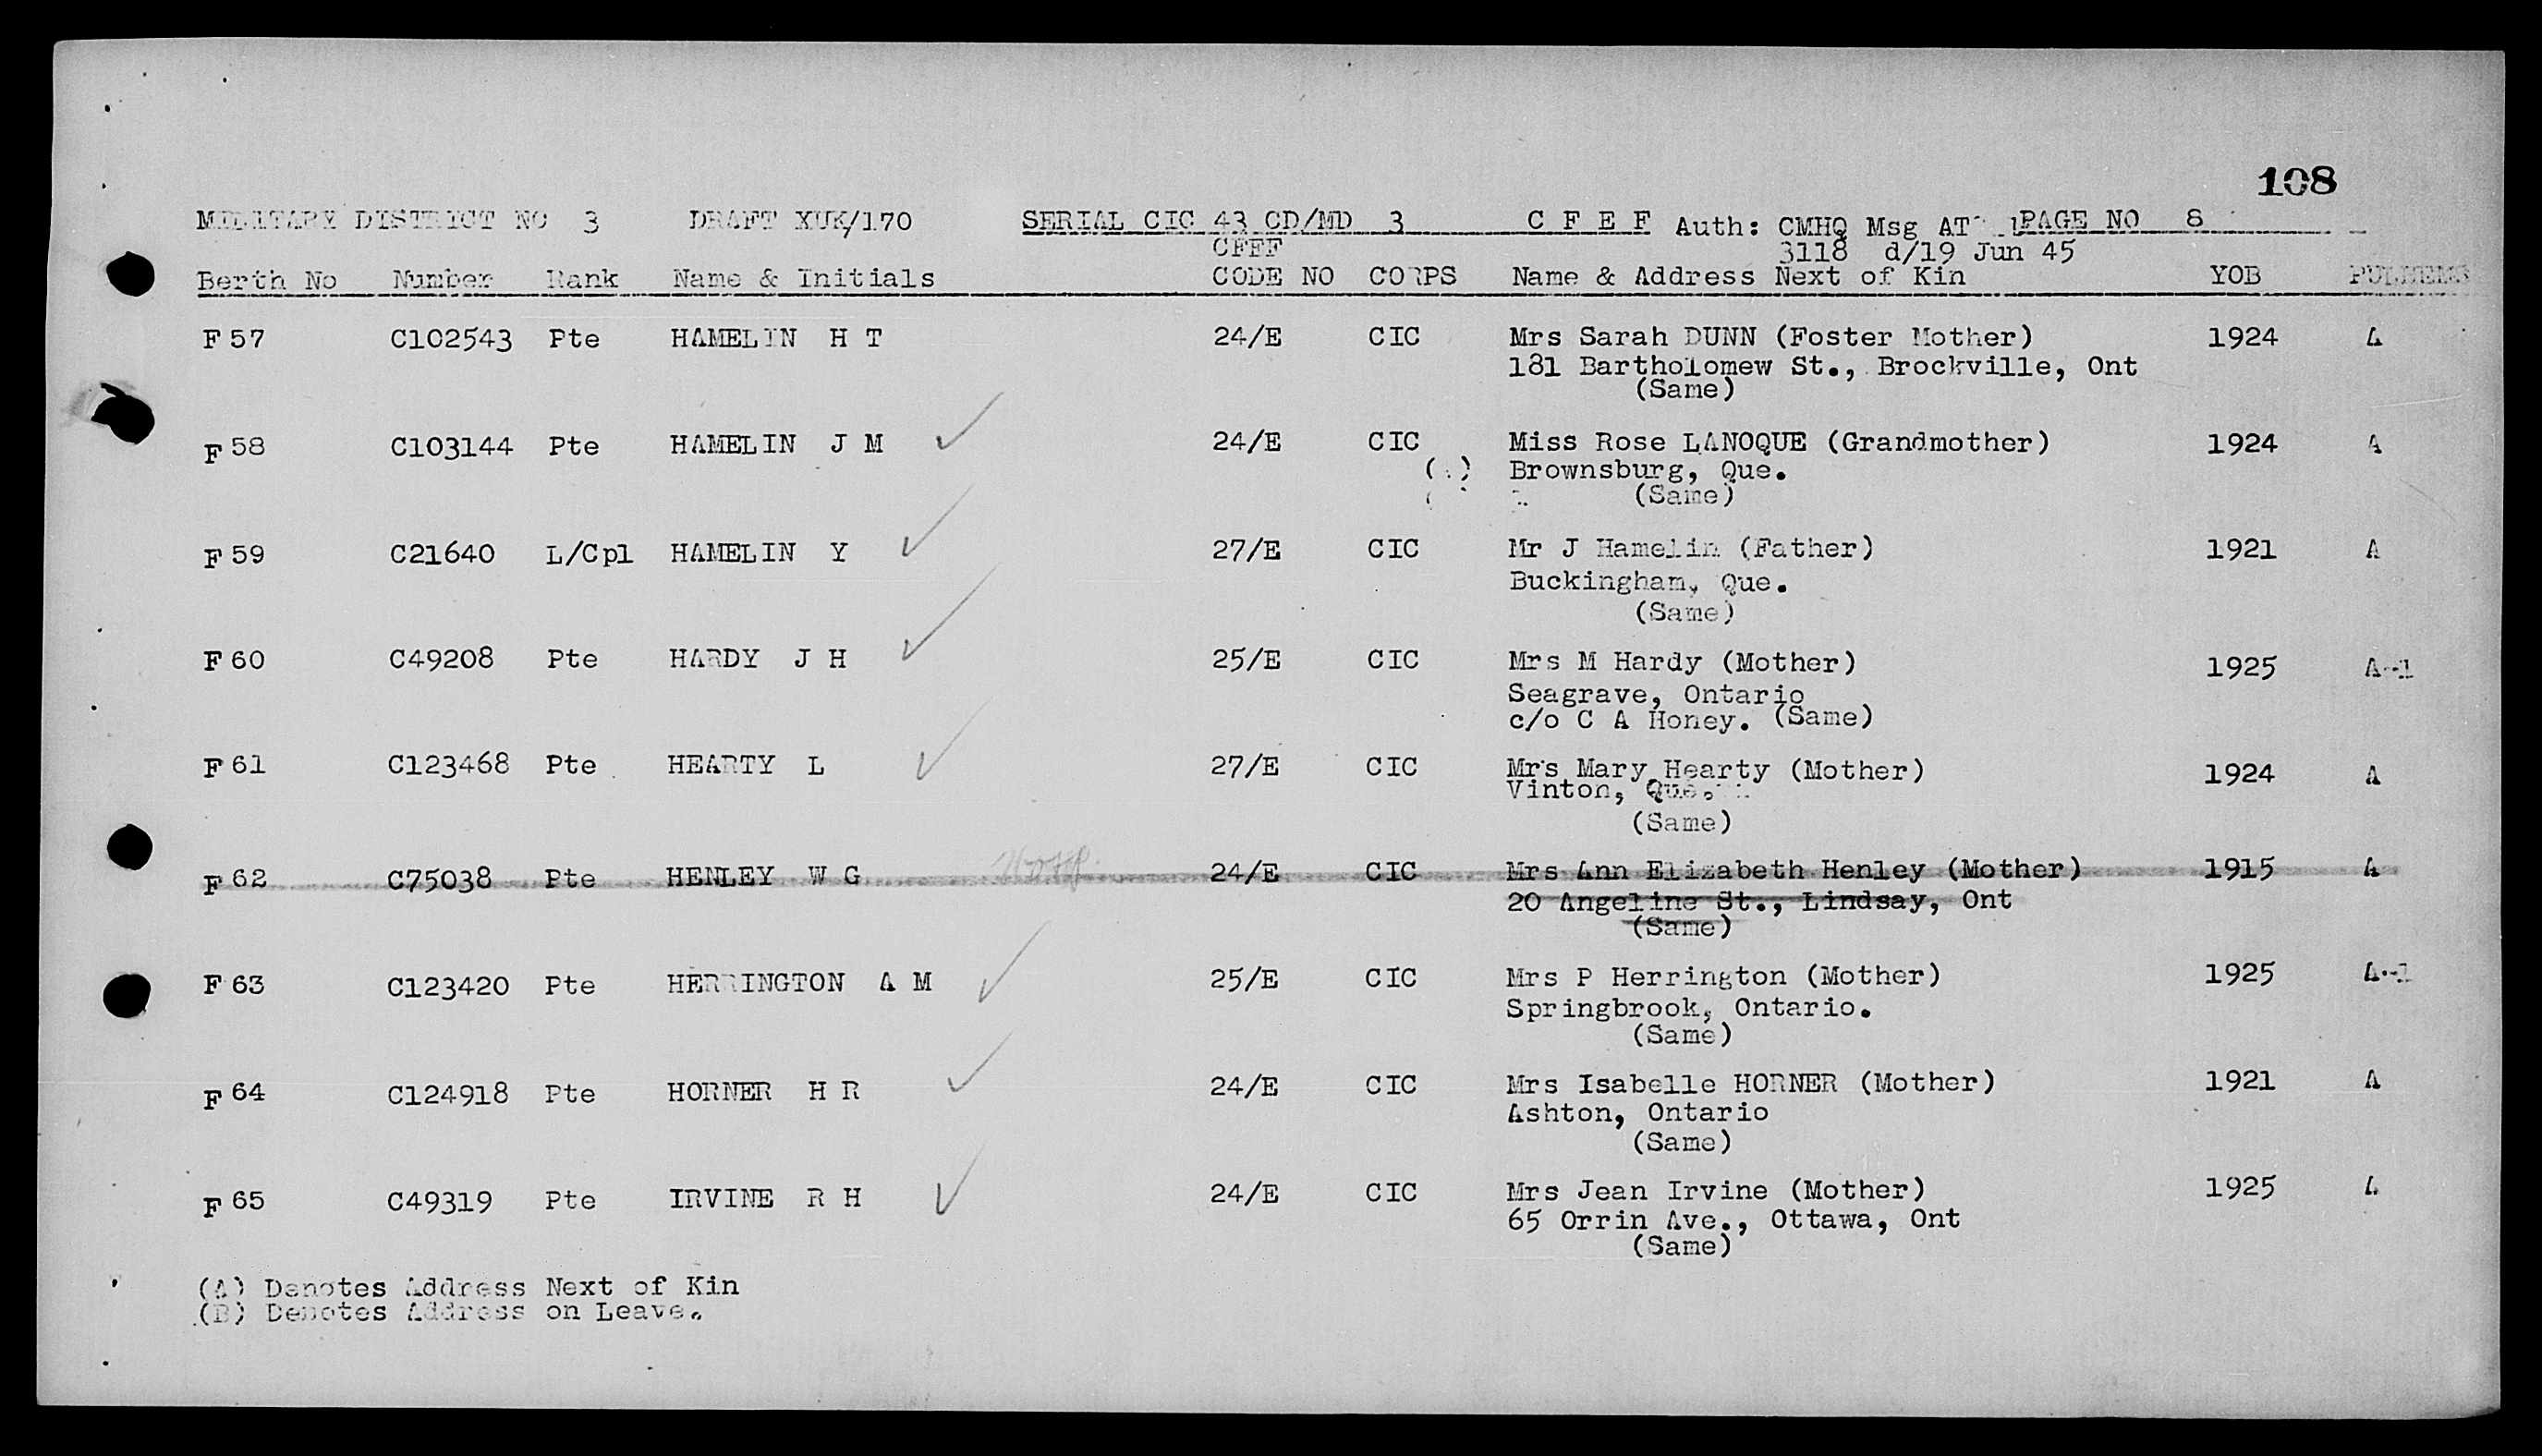 108
MILITARY DISTRICT NO 3 DRAFT XUK/170 SERIAL CIC 43 CD/MD 3 C F E F Auth: CMHQ Msg AT PAGE NO 8
CFEF 3118 d/19 Jun 45
Berth No Number Rank Name & Initials CODE NO CORPS Name & Address Next of Kin YOB PULHEMS
F 57 C102543 Pte HAMELIN H T 24/E CIC Mrs Sarah DUNN (Foster Mother) 1924 A
181 Bartholomew St., Brockville, Ont
(Same)
F 58 C103144 Pte HAMELIN J M 24/E CIC Miss Rose LANOQUE (Grandmother) 1924 A
Brownsburg, Que.
(Same)
F 59 C21640 L/Cpl HAMELIN Y 27/E CIC Mr J Hamelin (Father) 1921 A
Buckingham, Que.
(Same)
F 60 C49208 Pte HARDY J H 25/E CIC Mrs M Hardy (Mother) 1925 A-1
Seagrave, Ontario
c/o C A Honey. (Same)
F 61 C123468 Pte HEARTY L 27/E CIC Mrs Mary Hearty (Mother) 1924 A
Vinton, Que.
(Same)
F 62 C75038 Pte HENLEY W G 24/E CIC Mrs Ann Elizabeth Henley (Mother) 1915 A
20 Angeline St., Lindsay, Ont
(Same)
F 63 C123420 Pte HERRINGTON A M 25/E CIC Mrs P Herrington (Mother) 1925 A-1
Springbrook, Ontario.
(Same)
F 64 C124918 Pte HORNER H R 24/E CIC Mrs Isabelle HORNER (Mother) 1921 A
Ashton, Ontario
(Same)
F 65 C49319 Pte IRVINE R H 24/E CIC Mrs Jean Irvine (Mother) 1925 A
65 Orrin Ave., Ottawa, Ont
(Same)
(A) Denotes Address Next of Kin
(B) Denotes Address on Leave.